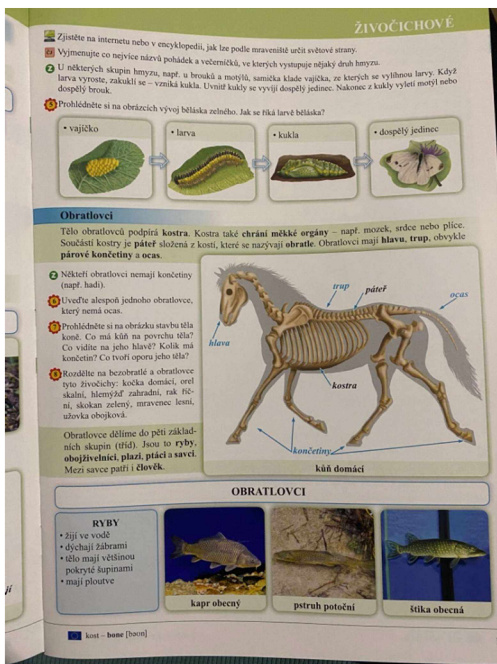 ŽIVOČICHOVÉ
Zjistěte na internetu nebo v encyklopedii, jak lze podle mraveniště určit světové strany.
Vyjmenujte co nejvíce názvů pohádek a večerníčků, ve kterých vystupuje nějaký druh hmyzu.
U některých skupin hmyzu, např. u brouků a motýlů, samička klade vajíčka, ze kterých se vylíhnou larvy. Když
larva vyroste, zakuklí se – vzniká kukla. Uvnitř kukly se vyvíjí dospělý jedinec. Nakonec z kukly vyletí motýl nebo
dospělý brouk.
Prohlédněte si na obrázcích vývoj běláska zelného. Jak se říká larvě běláska?
• vajíčko
• larva
• kukla
• dospělý jedinec
Obratlovci
Tělo obratlovců podpírá kostra. Kostra také chrání měkké orgány – např. mozek, srdce nebo plíce.
Součástí kostry je páteř složená z kostí, které se nazývají obratle. Obratlovci mají hlavu, trup, obvykle
párové končetiny a ocas.
Někteří obratlovci nemají končetiny
(např. hadi).
Uveďte alespoň jednoho obratlovce,
který nemá ocas.
Prohlédněte si na obrázku stavbu těla
koně. Co má kůň na povrchu těla?
Co vidíte na jeho hlavě? Kolik má
končetin? Co tvoří oporu jeho těla?
Rozdělte na bezobratlé a obratlovce
tyto živočichy: kočka domácí, orel
skalní, hlemýžď zahradní, rak říč-
ní, skokan zelený, mravenec lesní,
užovka obojková.
Obratlovce dělíme do pěti základ-
ních skupin (tříd). Jsou to ryby,
obojživelníci, plazi, ptáci a savci.
Mezi savce patří i člověk.
trup
páteř
ocas
hlava
kostra
končetiny
kůň domácí
OBRATLOVCI
RYBY
• žijí ve vodě
• dýchají žábrami
• tělo mají většinou
pokryté šupinami
• mají ploutve
kapr obecný
pstruh potoční
štika obecná
jí
kost – bone [bəon]